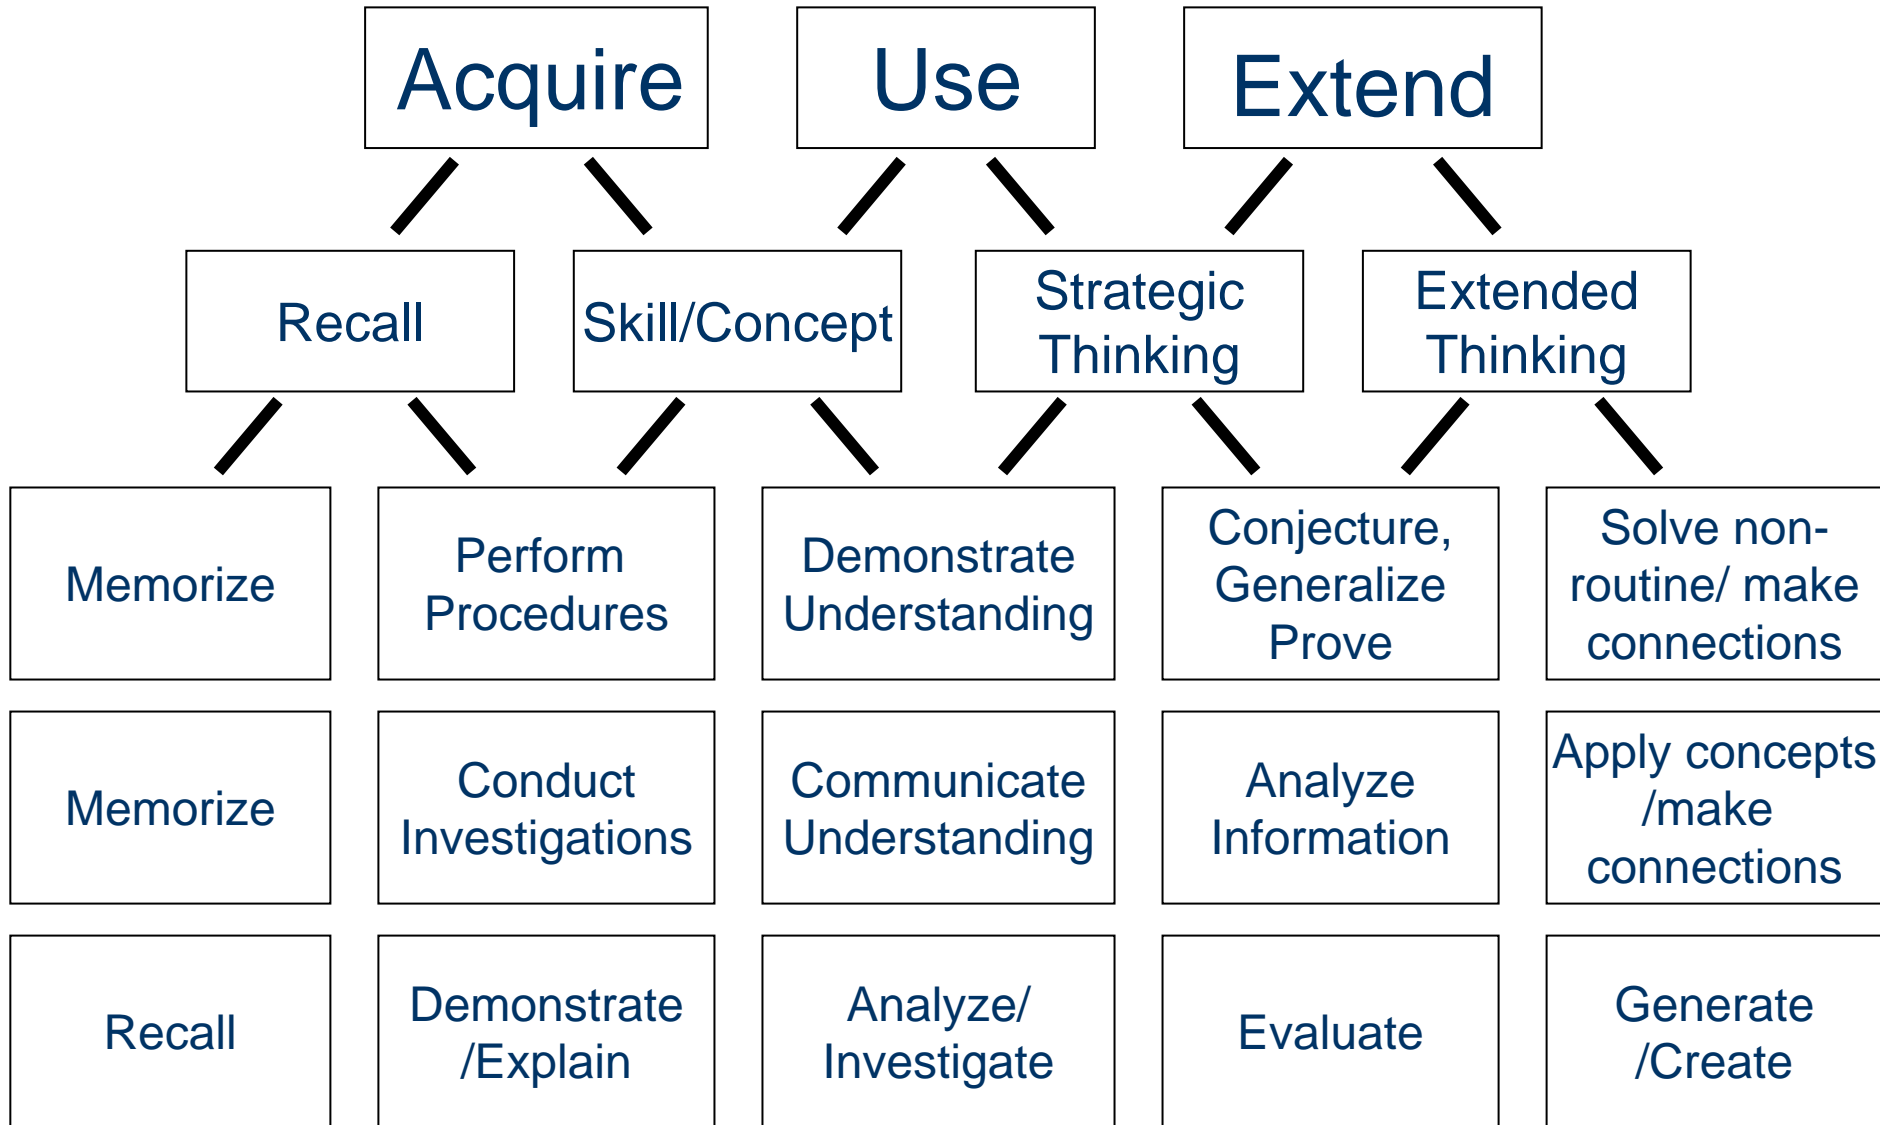 Acquire
Use
Extend
Recall
Skill/Concept
Strategic
Thinking
Extended
Thinking
Memorize
Perform
Procedures
Demonstrate
Understanding
Conjecture,
Generalize
Prove
Solve non-
routine/ make
connections
Memorize
Conduct
Investigations
Communicate
Understanding
Analyze
Information
Apply concepts
/make
connections
Recall
Demonstrate
/Explain
Analyze/
Investigate
Evaluate
Generate
/Create